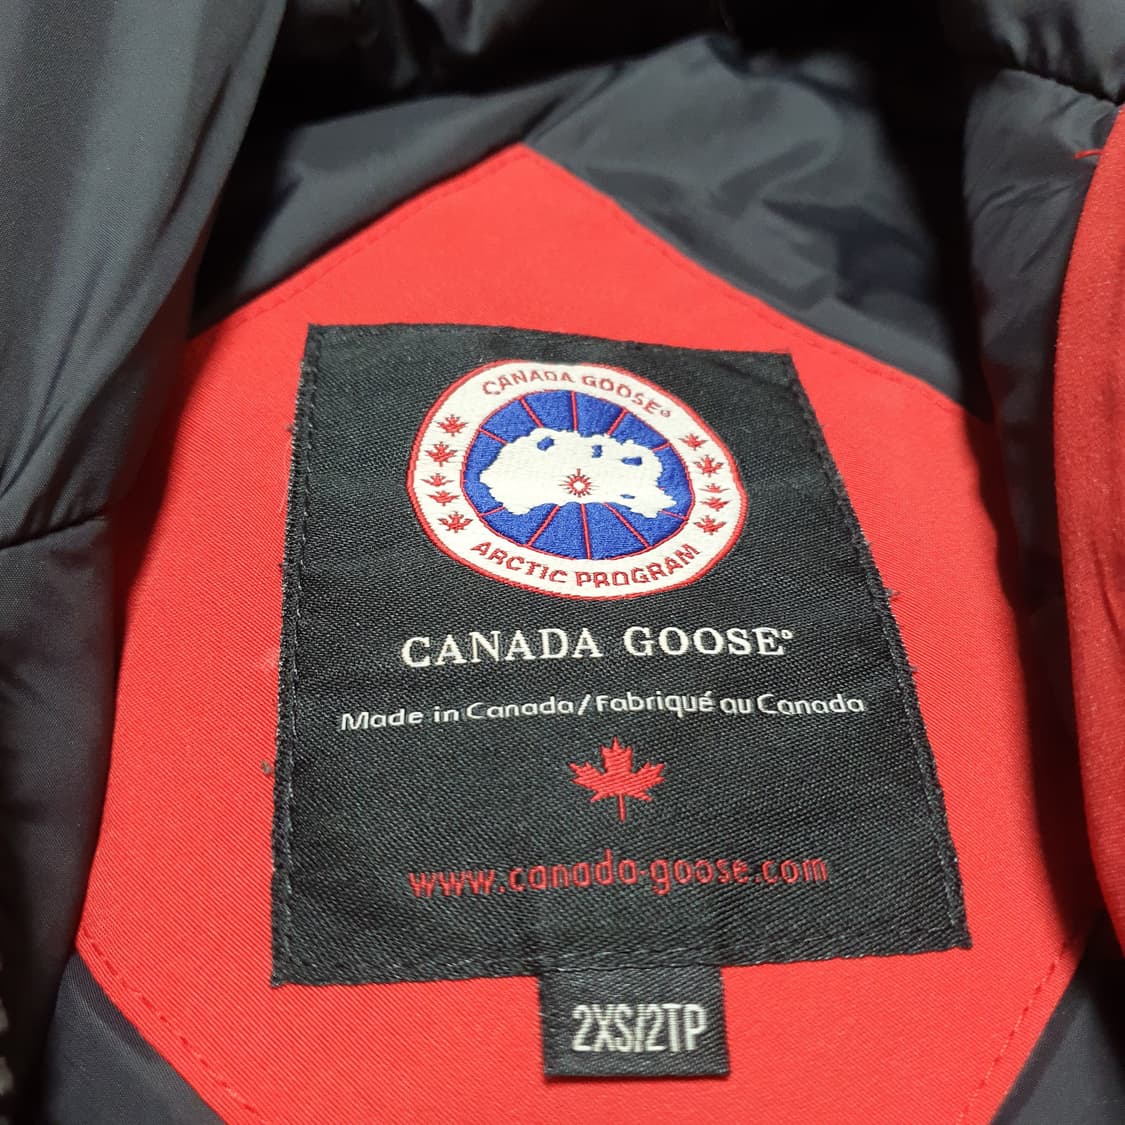 CANADA GOOSE®
ARCTIC PROGRAM
CANADA GOOSE®
Made in Canada/Fabriqué au Canada
www.canada-goose.com
2XS/2TP